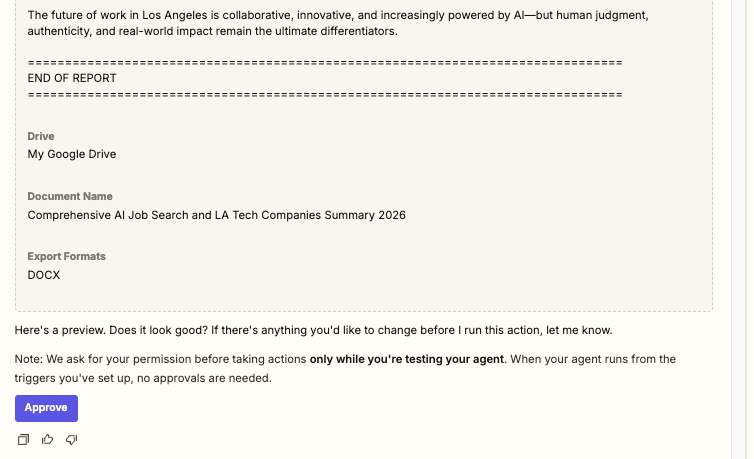 The future of work in Los Angeles is collaborative, innovative, and increasingly powered by AI—but human judgment,
authenticity, and real-world impact remain the ultimate differentiators.
================================================================================
END OF REPORT
================================================================================
Drive
My Google Drive
Document Name
Comprehensive AI Job Search and LA Tech Companies Summary 2026
Export Formats
DOCX
Here's a preview. Does it look good? If there's anything you'd like to change before I run this action, let me know.
Note: We ask for your permission before taking actions only while you're testing your agent. When your agent runs from the
triggers you've set up, no approvals are needed.
Approve